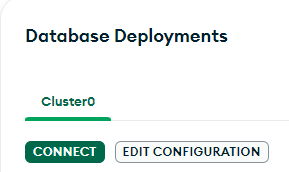 Database Deployments
Cluster0
CONNECT EDIT CONFIGURATION